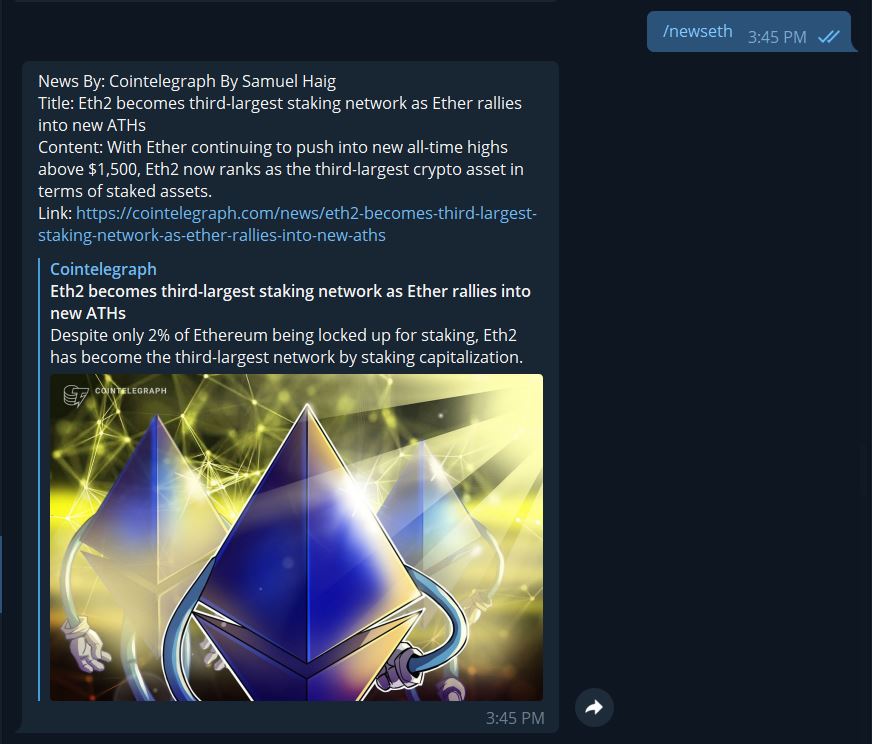 /newseth 3:45 PM
News By: Cointelegraph By Samuel Haig
Title: Eth2 becomes third-largest staking network as Ether rallies
into new ATHs
Content: With Ether continuing to push into new all-time highs
above $1,500, Eth2 now ranks as the third-largest crypto asset in
terms of staked assets.
Link: https://cointelegraph.com/news/eth2-becomes-third-largest-
staking-network-as-ether-rallies-into-new-aths
Cointelegraph
Eth2 becomes third-largest staking network as Ether rallies into
new ATHs
Despite only 2% of Ethereum being locked up for staking, Eth2
has become the third-largest network by staking capitalization.
COINTELEGRAPH
3:45 PM